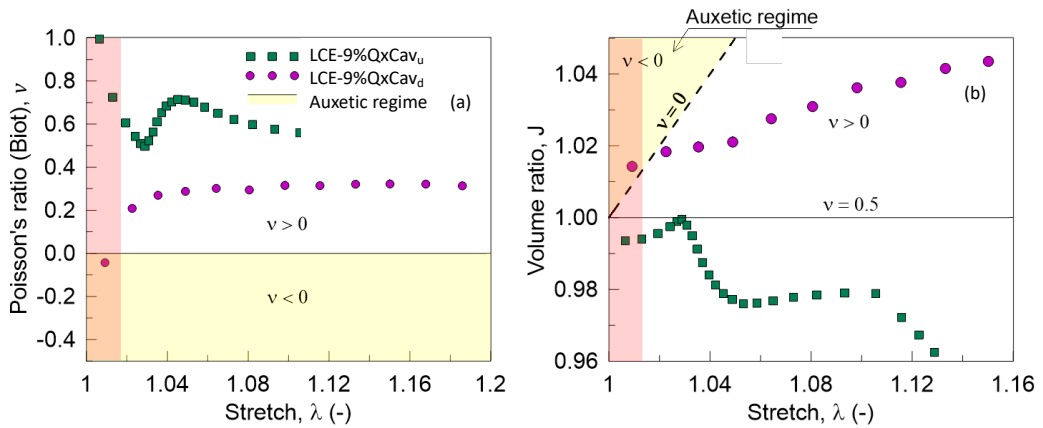 Auxetic regime
1.0
0.8
0.6
0.4
0.2
0.0
-0.2
-0.4
Poisson's ratio (Biot), ν
LCE-9%QxCavu
LCE-9%QxCavd
Auxetic regime
(a)
ν > 0
ν < 0
1 1.04 1.08 1.12 1.16 1.2
Stretch, λ (-)
1.04
1.02
1.00
0.98
0.96
Volume ratio, J
ν < 0
ν=0
(b)
ν > 0
ν = 0.5
1 1.04 1.08 1.12 1.16
Stretch, λ (-)